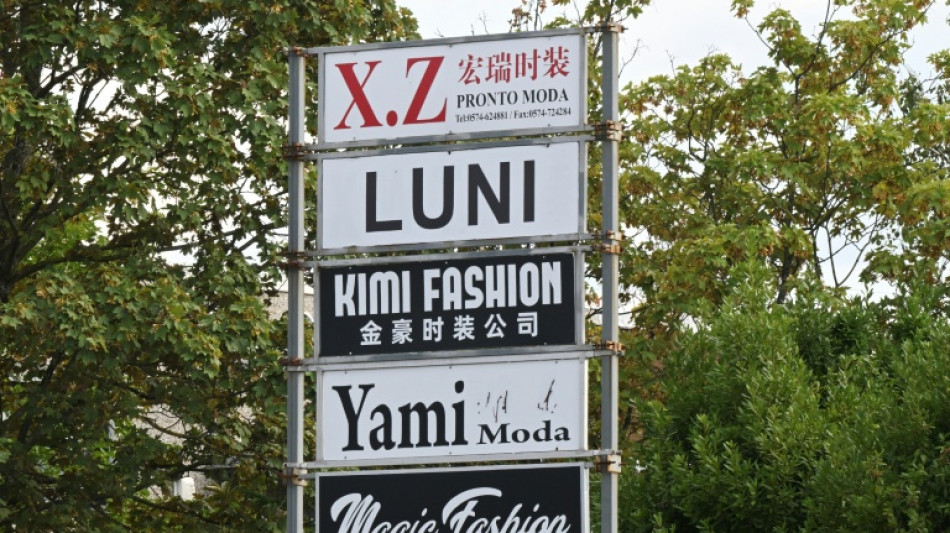 X.Z 宏瑞时装
PRONTO MODA
Tel:0574-624881 / Fax:0574-724284
LUNI
KIMI FASHION
金豪时装公司
Yami
Moda
Magic Fashion